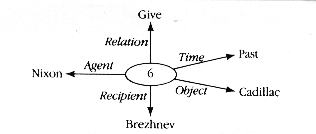 Give
Relation
Time
Past
Agent
Nixon
6
Recipient
Object
Cadillac
Brezhnev